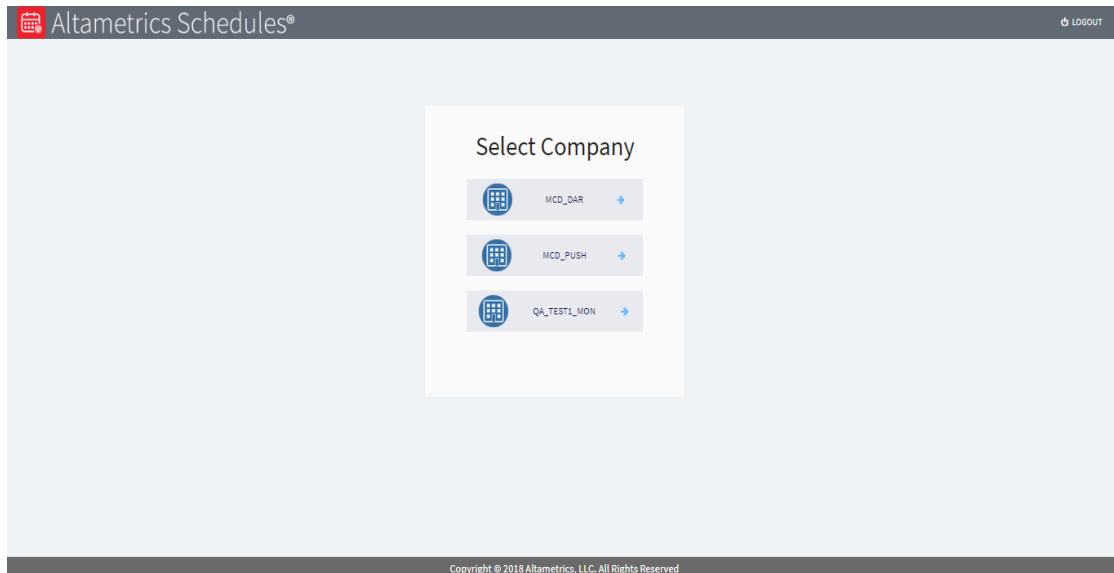 Altametrics Schedules®
LOGOUT
Select Company
MCD_DAR
MCD_PUSH
QA_TEST1_MON
Copyright © 2018 Altametrics, LLC. All Rights Reserved